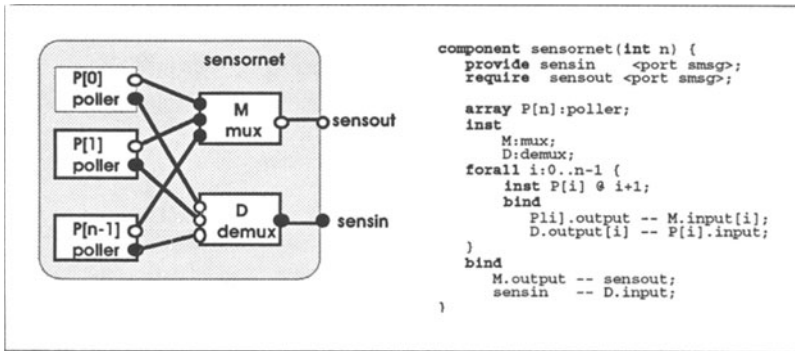 sensornet
P[0]
poller
M
mux
sensout
P[1]
poller
D
demux
sensin
P[n-1]
poller
component sensornet(int n) {
provide sensin <port smsg>;
require sensout <port smsg>;
array P[n]:poller;
inst
M:mux;
D:demux;
forall i:0..n-1 {
inst P[i] @ i+1;
bind
Pli].output -- M.input[i];
D.output[i] -- P[i].input;
}
bind
M.output -- sensout;
sensin -- D.input;
}